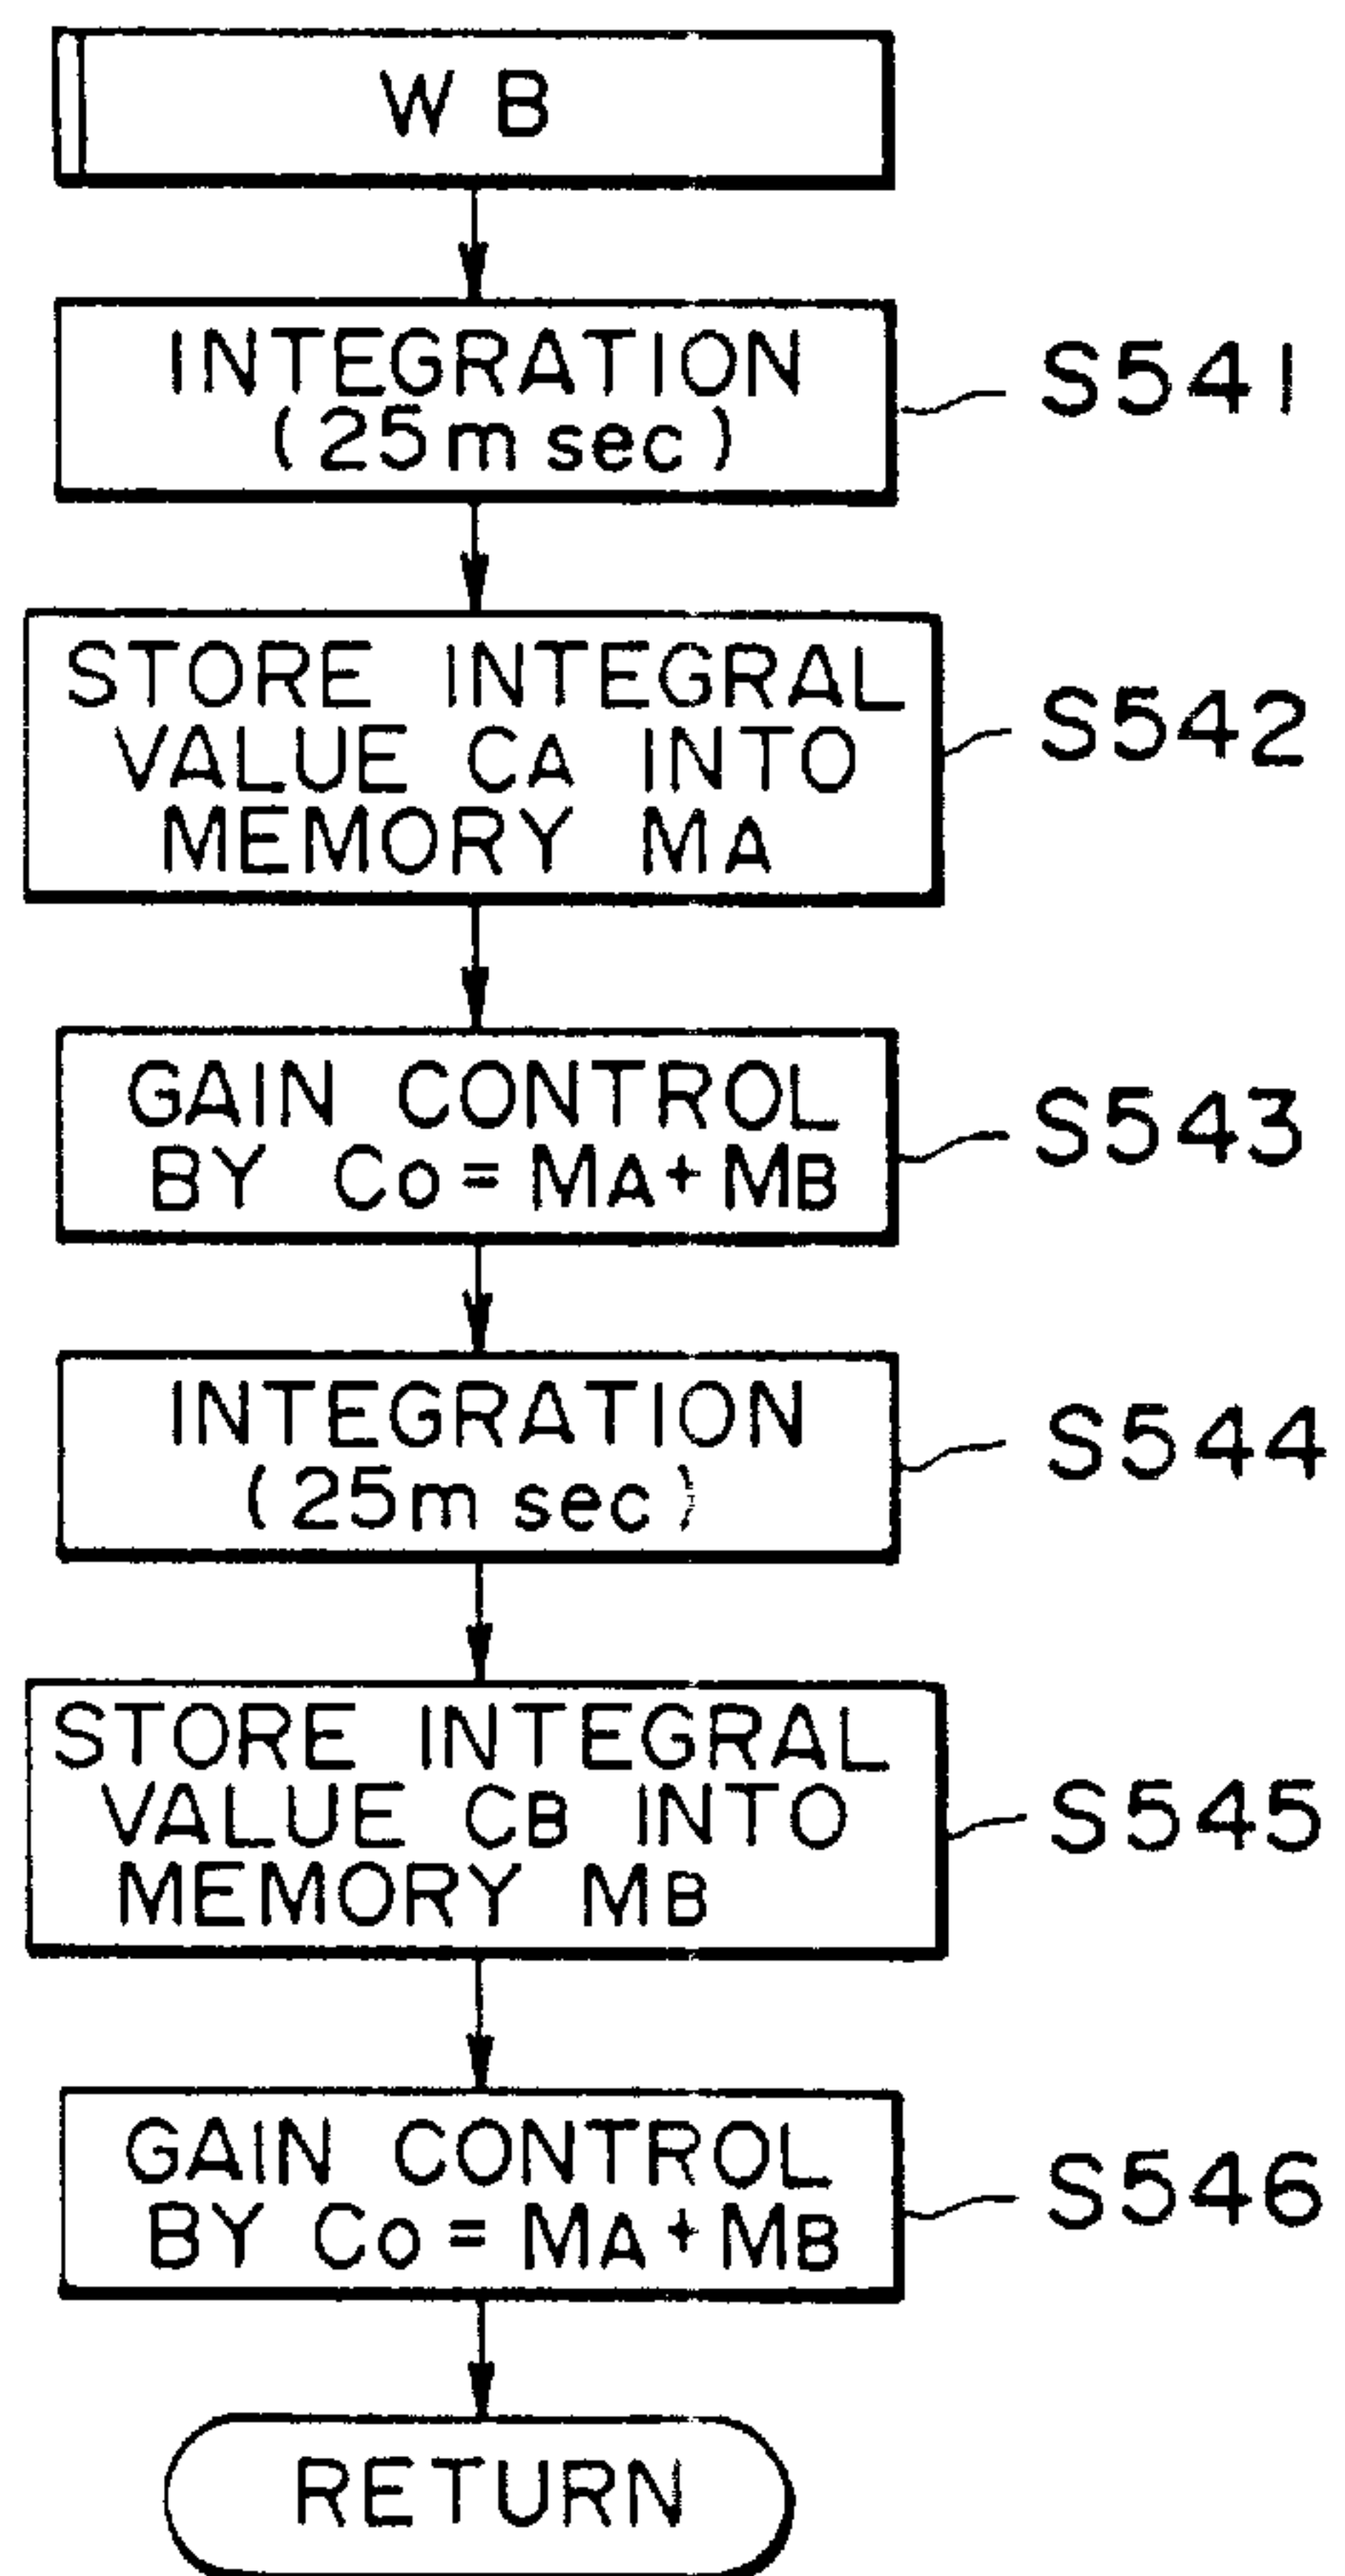 WB
INTEGRATION
(25m sec)
S541
STORE INTEGRAL
VALUE CA INTO
MEMORY MA
S542
GAIN CONTROL
BY Co = MA + MB
S543
INTEGRATION
(25m sec)
S544
STORE INTEGRAL
VALUE CB INTO
MEMORY MB
S545
GAIN CONTROL
BY Co = MA + MB
S546
RETURN